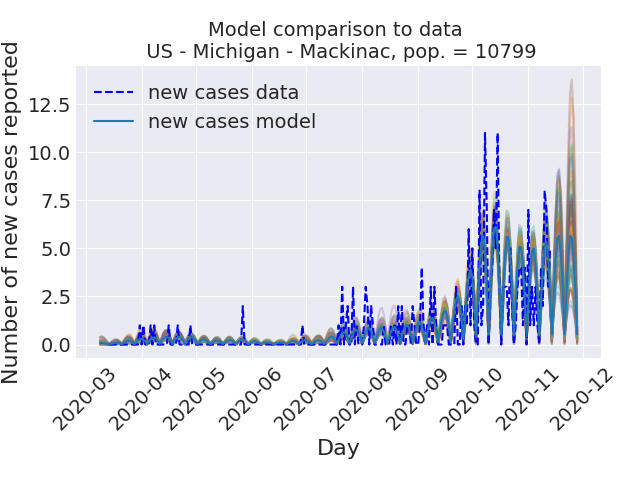 Model comparison to data
US - Michigan - Mackinac, pop. = 10799
Number of new cases reported
12.5
10.0
7.5
5.0
2.5
0.0
new cases data
new cases model
2020-03
2020-04
2020-05
2020-06
2020-07
2020-08
2020-09
2020-10
2020-11
2020-12
Day